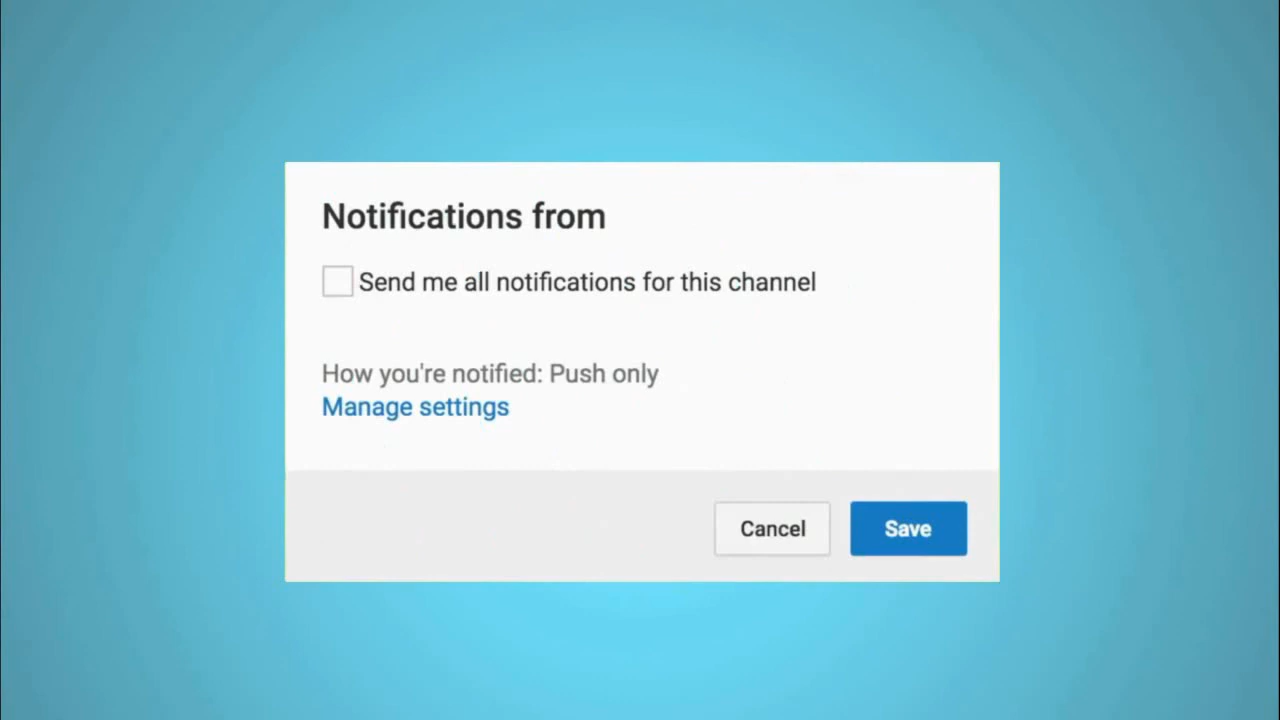 Notifications from
Send me all notifications for this channel
How you're notified: Push only
Manage settings
Cancel
Save